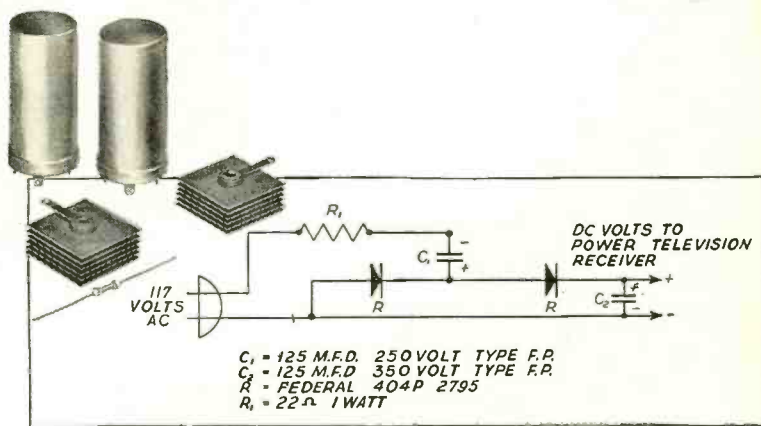 R₁
DC VOLTS TO
POWER TELEVISION
RECEIVER
-
C₁
+
+
117
VOLTS
AC
R
R
C₂
+
-
-
C₁ = 125 M.F.D. 250 VOLT TYPE F.P.
C₂ = 125 M.F.D 350 VOLT TYPE F.P.
R = FEDERAL 404P 2795
R₁ = 22Ω 1 WATT